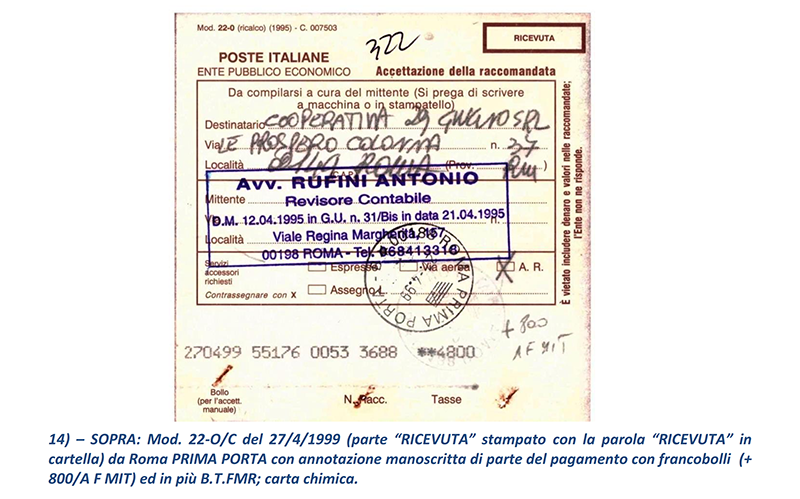 Mod. 22-0 (ricalco) (1995) - C. 007503
322
RICEVUTA
POSTE ITALIANE
ENTE PUBBLICO ECONOMICO
Accettazione della raccomandata
Da compilarsi a cura del mittente (Si prega di scrivere
a macchina o in stampatello)
Destinatario COOPERATIVA 29 GIUGNO SRL
Via LE PROSPERO COLONNA n. 37
Località ROMA (Prov. RM)
Avv. RUFINI ANTONIO
Mittente
Revisore Contabile
D.M. 12.04.1995 in G.U. n. 31/Bis in data 21.04.1995
Località
Viale Regina Margherita, 157
00198 ROMA - Tel. 068413316
Servizi
accessori
richiesti
Espresso
Via aerea
X A. R.
Contrassegnare con X
Assegno L.
ROMA PRIMA PORTA
È vietato includere denaro e valori nelle raccomandate;
l'Ente non ne risponde.
+ 800
A F MIT
270499 55176 0053 3688 **4800
Bollo
(per l'accett.
manuale)
N. Racc.
Tasse
14) – SOPRA: Mod. 22-O/C del 27/4/1999 (parte “RICEVUTA” stampato con la parola “RICEVUTA” in
cartella) da Roma PRIMA PORTA con annotazione manoscritta di parte del pagamento con francobolli (+
800/A F MIT) ed in più B.T.FMR; carta chimica.